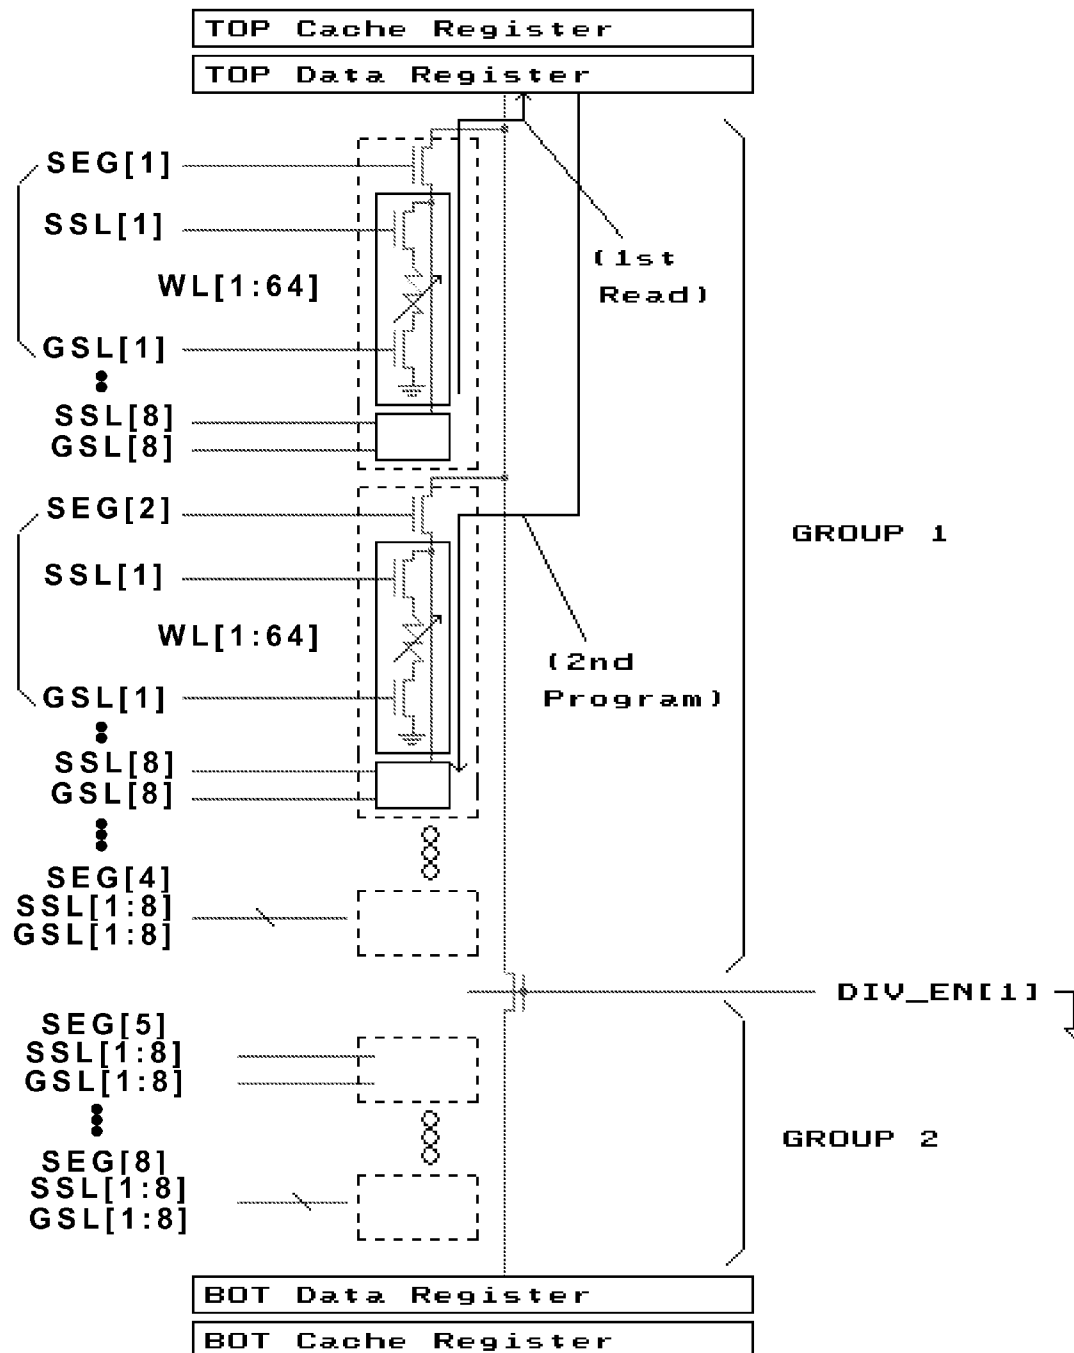 TOP Cache Register
TOP Data Register
SEG[1]
SSL[1]
WL[1:64]
(1st
Read)
GSL[1]
SSL[8]
GSL[8]
SEG[2]
GROUP 1
SSL[1]
WL[1:64]
(2nd
Program)
GSL[1]
SSL[8]
GSL[8]
SEG[4]
SSL[1:8]
GSL[1:8]
DIV_EN[1]
SEG[5]
SSL[1:8]
GSL[1:8]
GROUP 2
SEG[8]
SSL[1:8]
GSL[1:8]
BOT Data Register
BOT Cache Register